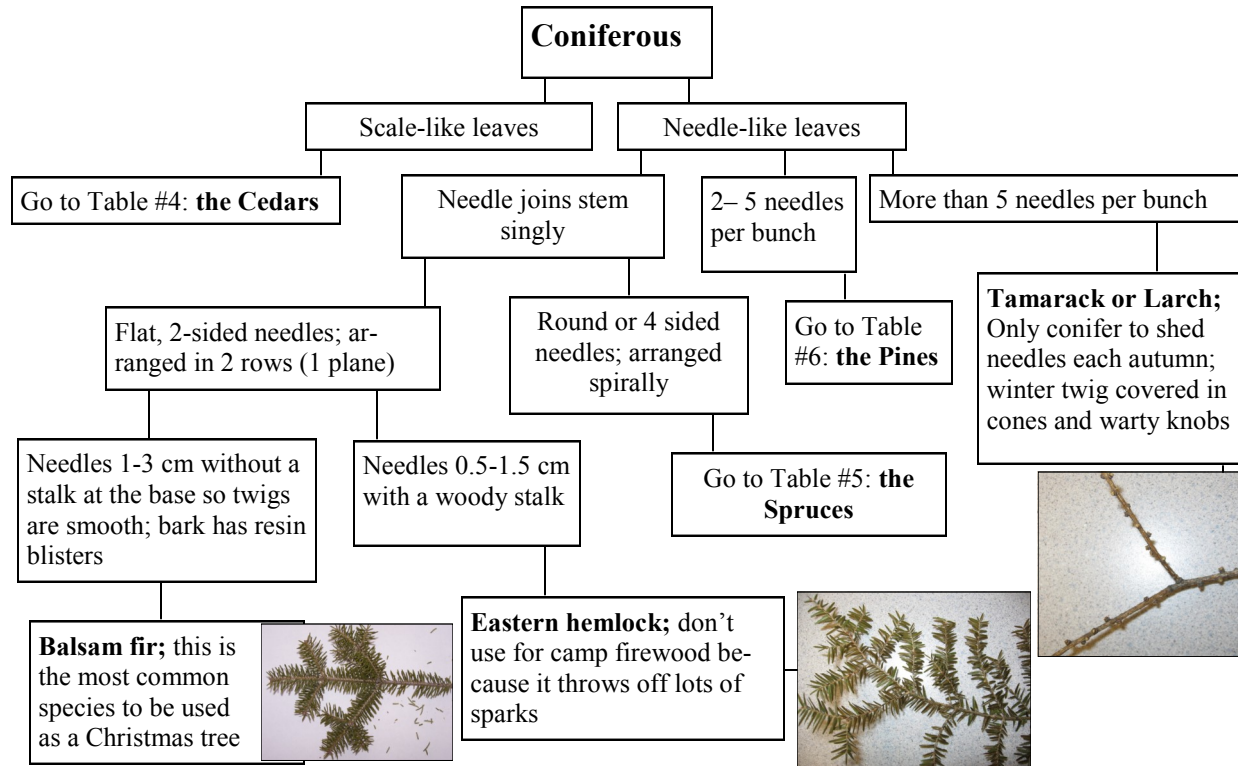 Coniferous
Scale-like leaves
Needle-like leaves
Go to Table #4: the Cedars
Needle joins stem
singly
2– 5 needles
per bunch
More than 5 needles per bunch
Flat, 2-sided needles; ar-
ranged in 2 rows (1 plane)
Round or 4 sided
needles; arranged
spirally
Go to Table
#6: the Pines
Tamarack or Larch;
Only conifer to shed
needles each autumn;
winter twig covered in
cones and warty knobs
Needles 1-3 cm without a
stalk at the base so twigs
are smooth; bark has resin
blisters
Needles 0.5-1.5 cm
with a woody stalk
Go to Table #5: the
Spruces
Balsam fir; this is
the most common
species to be used
as a Christmas tree
Eastern hemlock; don’t
use for camp firewood be-
cause it throws off lots of
sparks